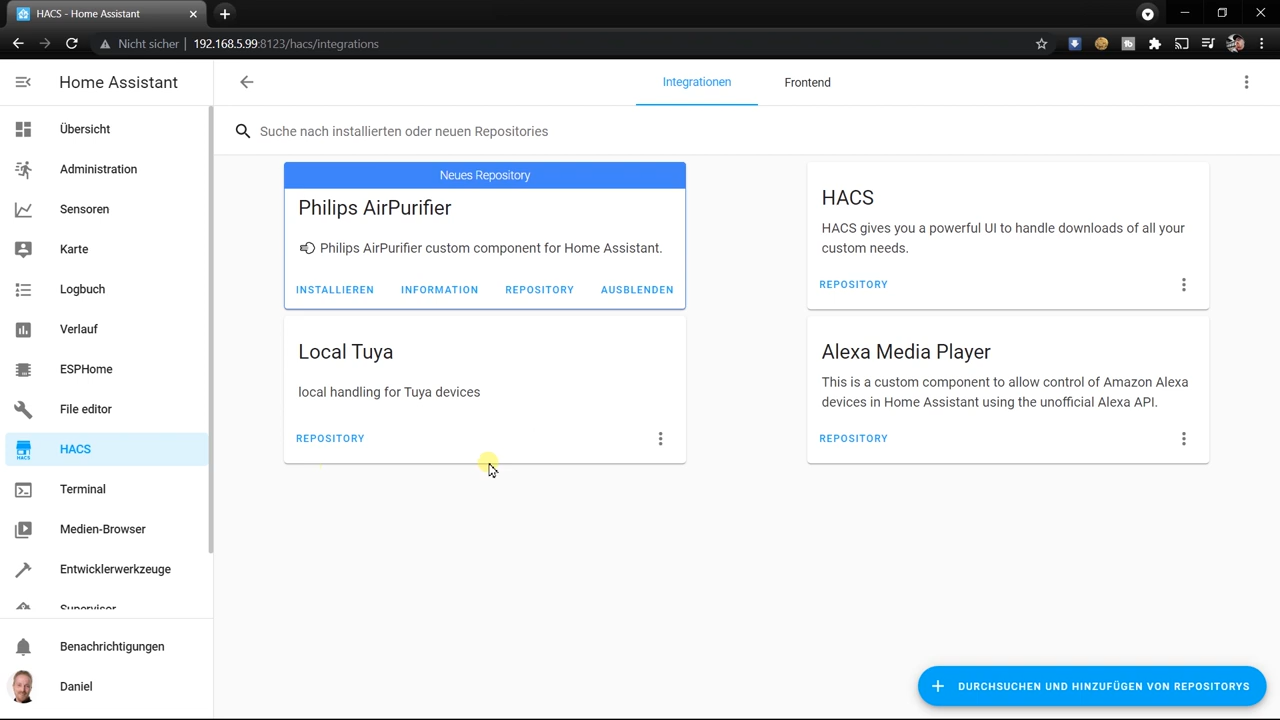 HACS - Home Assistant
Nicht sicher
192.168.5.99:8123/hacs/integrations
Home Assistant
Übersicht
Administration
Sensoren
Karte
Logbuch
Verlauf
ESPHome
File editor
HACS
HACS
Terminal
Medien-Browser
Entwicklerwerkzeuge
Supervisor
Benachrichtigungen
Daniel
Integrationen
Frontend
Suche nach installierten oder neuen Repositories
Neues Repository
Philips AirPurifier
Philips AirPurifier custom component for Home Assistant.
INSTALLIEREN INFORMATION REPOSITORY AUSBLENDEN
HACS
HACS gives you a powerful UI to handle downloads of all your
custom needs.
REPOSITORY
Local Tuya
local handling for Tuya devices
REPOSITORY
Alexa Media Player
This is a custom component to allow control of Amazon Alexa
devices in Home Assistant using the unofficial Alexa API.
REPOSITORY
DURCHSUCHEN UND HINZUFÜGEN VON REPOSITORYS